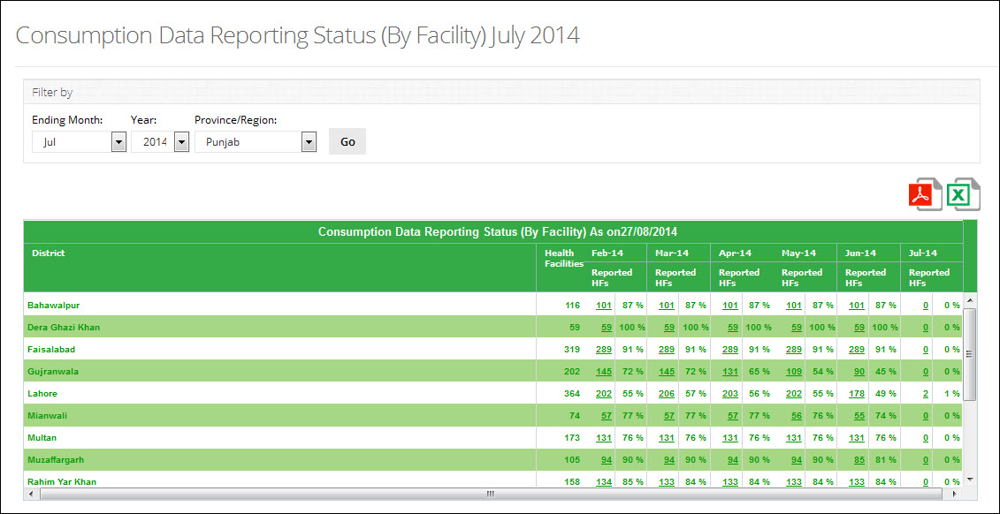 Consumption Data Reporting Status (By Facility) July 2014
Filter by
Ending Month: Year: Province/Region:
Jul 2014 Punjab Go
Consumption Data Reporting Status (By Facility) As on27/08/2014
District Health Facilities Feb-14 Mar-14 Apr-14 May-14 Jun-14 Jul-14
Reported HFs Reported HFs Reported HFs Reported HFs Reported HFs Reported HFs
Bahawalpur 116 101 87 % 101 87 % 101 87 % 101 87 % 101 87 % 0 0 %
Dera Ghazi Khan 59 59 100 % 59 100 % 59 100 % 59 100 % 59 100 % 0 0 %
Faisalabad 319 289 91 % 289 91 % 289 91 % 289 91 % 289 91 % 0 0 %
Gujranwala 202 145 72 % 145 72 % 131 65 % 109 54 % 90 45 % 0 0 %
Lahore 364 202 55 % 206 57 % 203 56 % 202 55 % 178 49 % 2 1 %
Mianwali 74 57 77 % 57 77 % 57 77 % 56 76 % 55 74 % 0 0 %
Multan 173 131 76 % 131 76 % 131 76 % 131 76 % 131 76 % 0 0 %
Muzaffargarh 105 94 90 % 94 90 % 94 90 % 94 90 % 85 81 % 0 0 %
Rahim Yar Khan 158 134 85 % 133 84 % 133 84 % 133 84 % 133 84 % 0 0 %